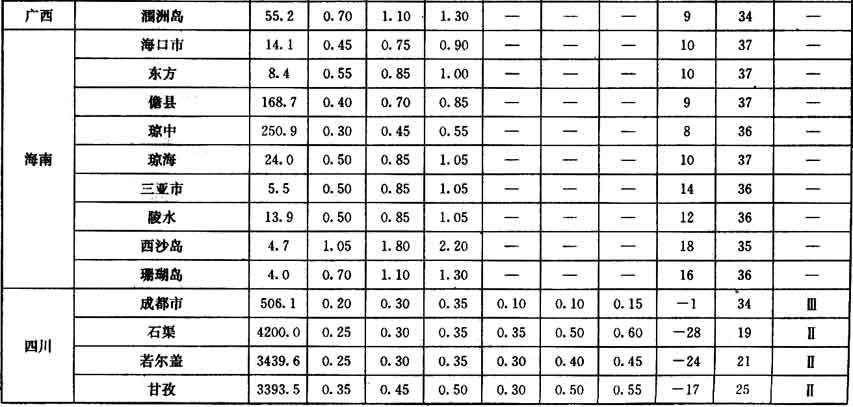 广西 涠洲岛 55.2 0.70 1.10 1.30 — — — 9 34 —
海南 海口市 14.1 0.45 0.75 0.90 — — — 10 37 —
东方 8.4 0.55 0.85 1.00 — — — 10 37 —
儋县 168.7 0.40 0.70 0.85 — — — 9 37 —
琼中 250.9 0.30 0.45 0.55 — — — 8 36 —
琼海 24.0 0.50 0.85 1.05 — — — 10 37 —
三亚市 5.5 0.50 0.85 1.05 — — — 14 36 —
陵水 13.9 0.50 0.85 1.05 — — — 12 36 —
西沙岛 4.7 1.05 1.80 2.20 — — — 18 35 —
珊瑚岛 4.0 0.70 1.10 1.30 — — — 16 36 —
四川 成都市 506.1 0.20 0.30 0.35 0.10 0.10 0.15 −1 34 Ⅲ
石渠 4200.0 0.25 0.30 0.35 0.35 0.50 0.60 −28 19 Ⅱ
若尔盖 3439.6 0.25 0.30 0.35 0.30 0.40 0.45 −24 21 Ⅱ
甘孜 3393.5 0.35 0.45 0.50 0.30 0.50 0.55 −17 25 Ⅱ